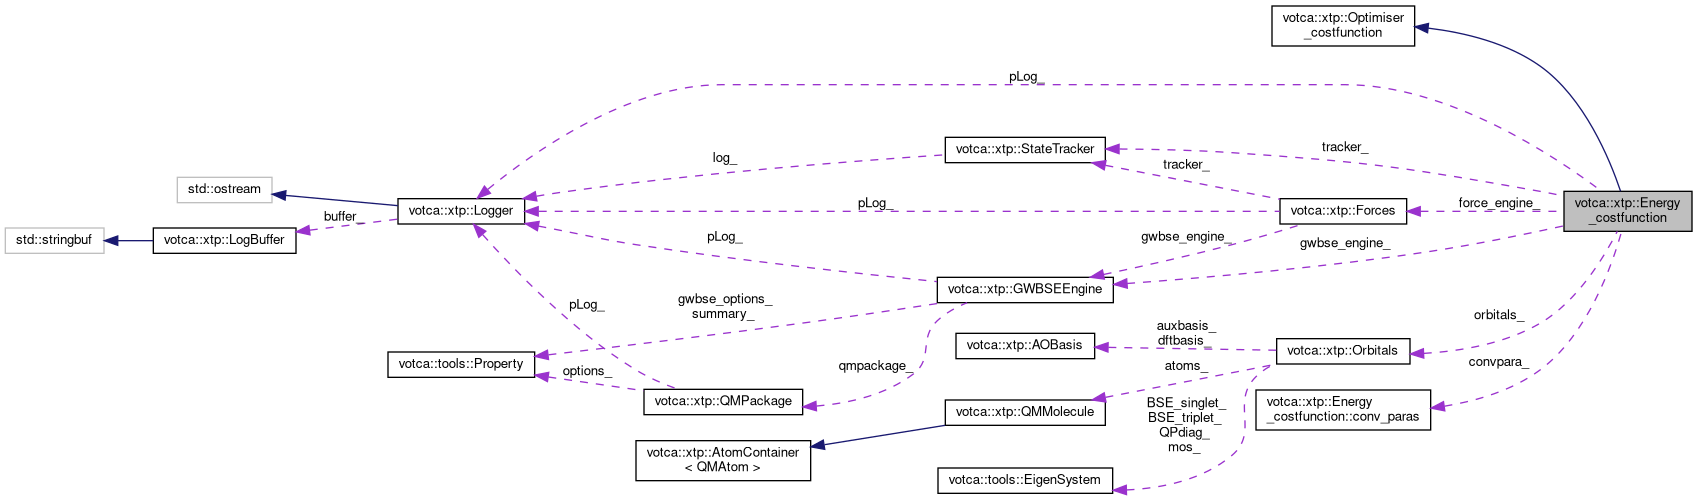 votca::xtp::Optimiser
_costfunction
pLog_
votca::xtp::StateTracker
tracker_
log_
tracker_
std::ostream
votca::xtp::Logger
pLog_
votca::xtp::Forces
force_engine_
votca::xtp::Energy
_costfunction
buffer_
std::stringbuf
votca::xtp::LogBuffer
pLog_
gwbse_engine_
gwbse_engine_
votca::xtp::GWBSEEngine
pLog_
gwbse_options_
summary_
orbitals_
auxbasis_
dftbasis_
votca::xtp::AOBasis
votca::xtp::Orbitals
votca::tools::Property
options_
qmpackage_
atoms_
convpara_
votca::xtp::QMPackage
votca::xtp::QMMolecule
BSE_singlet_
BSE_triplet_
QPdiag_
mos_
votca::xtp::Energy
_costfunction::conv_paras
votca::xtp::AtomContainer
< QMAtom >
votca::tools::EigenSystem